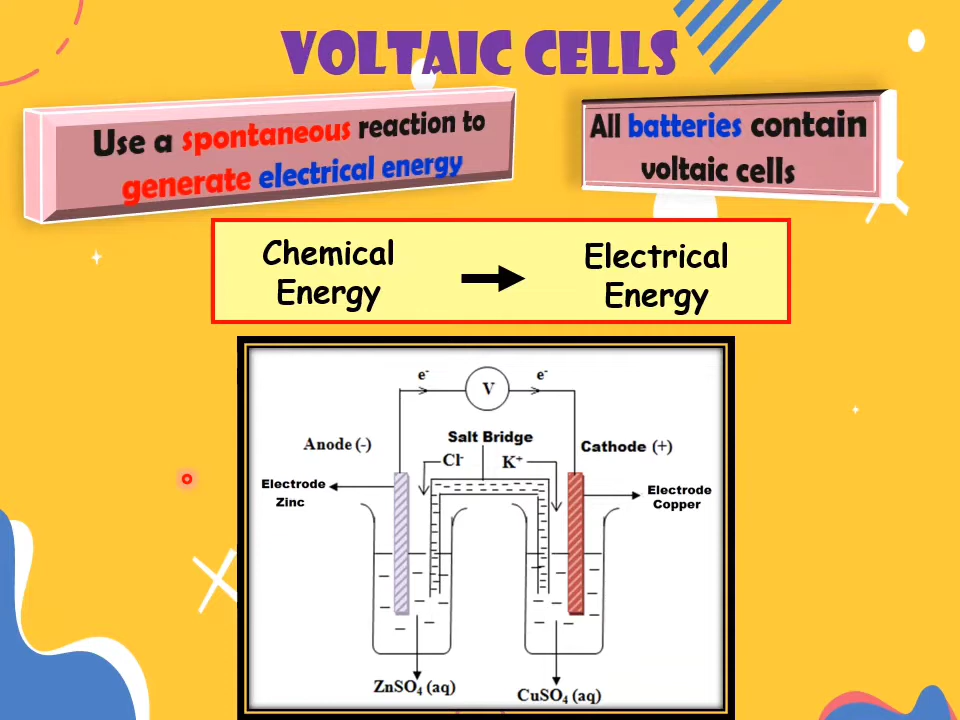 VOLTAIC CELLS
Use a spontaneous reaction to
generate electrical energy
All batteries contain
voltaic cells
Chemical
Energy
Electrical
Energy
e⁻
V
e⁻
Anode (-)
Salt Bridge
Cathode (+)
Cl⁻
K⁺
Electrode
Zinc
Electrode
Copper
ZnSO₄ (aq)
CuSO₄ (aq)